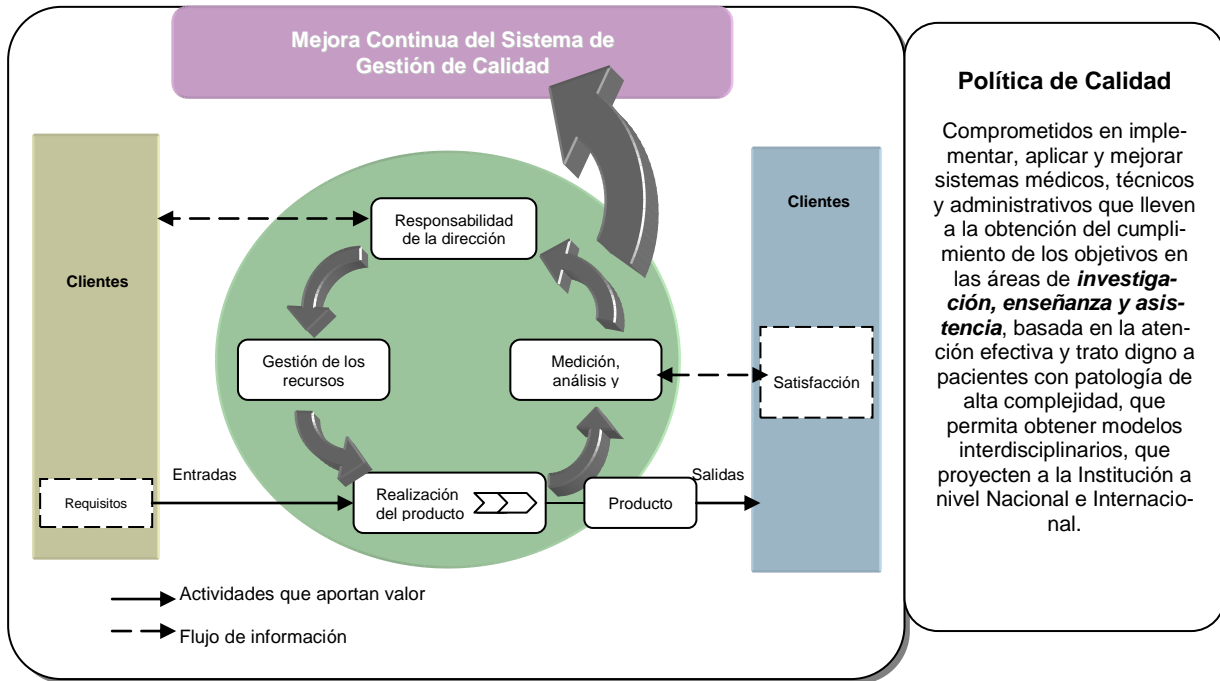 Mejora Continua del Sistema de
Gestión de Calidad
Clientes
Requisitos
Entradas
Responsabilidad
de la dirección
Gestión de los
recursos
Medición,
análisis y
Realización
del producto
Producto
Salidas
Clientes
Satisfacción
Actividades que aportan valor
Flujo de información
Política de Calidad
Comprometidos en imple-
mentar, aplicar y mejorar
sistemas médicos, técnicos
y administrativos que lleven
a la obtención del cumpli-
miento de los objetivos en
las áreas de investiga-
ción, enseñanza y asis-
tencia, basada en la aten-
ción efectiva y trato digno a
pacientes con patología de
alta complejidad, que
permita obtener modelos
interdisciplinarios, que
proyecten a la Institución a
nivel Nacional e Internacio-
nal.